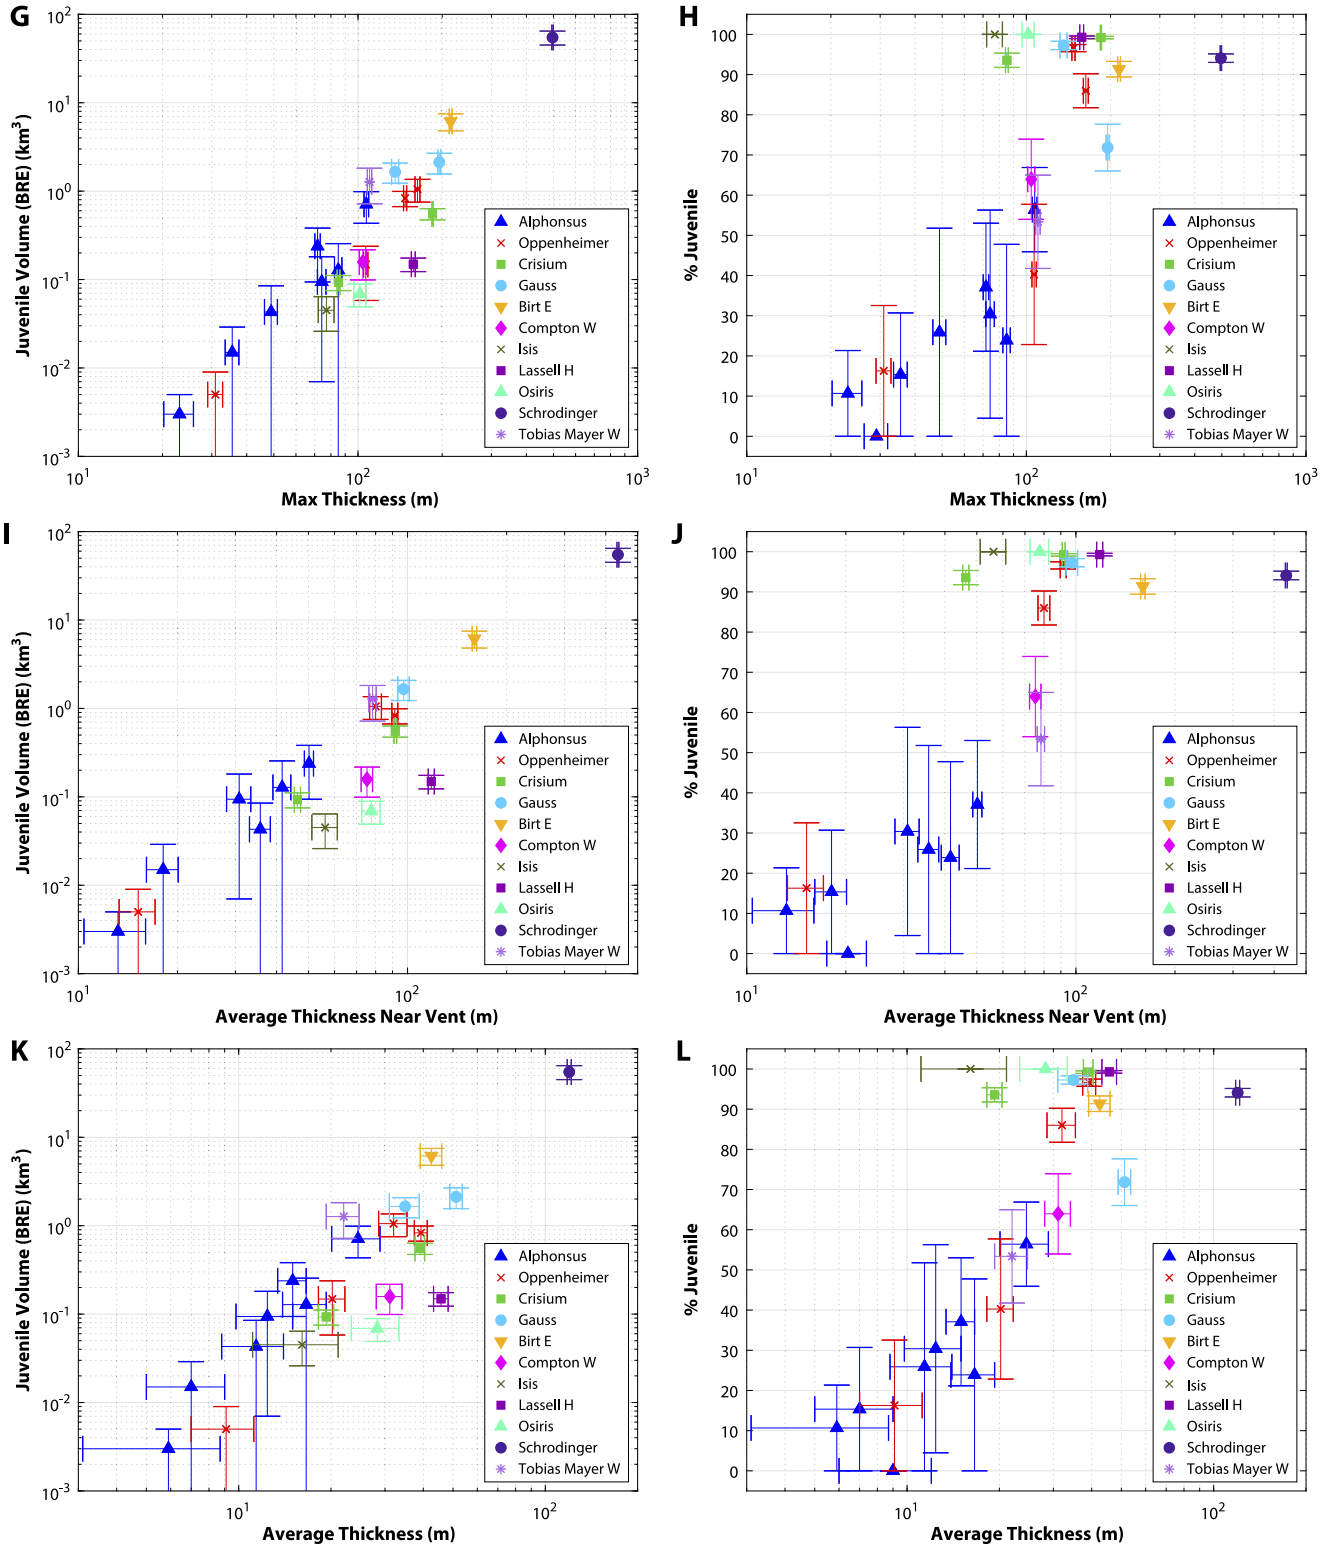 G
10²
10¹
10⁰
10⁻¹
10⁻²
10⁻³
Juvenile Volume (BRE) (km³)
10¹
10²
10³
Max Thickness (m)
Alphonsus
Oppenheimer
Crisium
Gauss
Birt E
Compton W
Isis
Lassell H
Osiris
Schrodinger
Tobias Mayer W
H
100
90
80
70
60
50
40
30
20
10
0
% Juvenile
10¹
10²
10³
Max Thickness (m)
Alphonsus
Oppenheimer
Crisium
Gauss
Birt E
Compton W
Isis
Lassell H
Osiris
Schrodinger
Tobias Mayer W
I
10²
10¹
10⁰
10⁻¹
10⁻²
10⁻³
Juvenile Volume (BRE) (km³)
10¹
10²
Average Thickness Near Vent (m)
Alphonsus
Oppenheimer
Crisium
Gauss
Birt E
Compton W
Isis
Lassell H
Osiris
Schrodinger
Tobias Mayer W
J
100
90
80
70
60
50
40
30
20
10
0
% Juvenile
10¹
10²
Average Thickness Near Vent (m)
Alphonsus
Oppenheimer
Crisium
Gauss
Birt E
Compton W
Isis
Lassell H
Osiris
Schrodinger
Tobias Mayer W
K
10²
10¹
10⁰
10⁻¹
10⁻²
10⁻³
Juvenile Volume (BRE) (km³)
10¹
10²
Average Thickness (m)
Alphonsus
Oppenheimer
Crisium
Gauss
Birt E
Compton W
Isis
Lassell H
Osiris
Schrodinger
Tobias Mayer W
L
100
90
80
70
60
50
40
30
20
10
0
% Juvenile
10¹
10²
Average Thickness (m)
Alphonsus
Oppenheimer
Crisium
Gauss
Birt E
Compton W
Isis
Lassell H
Osiris
Schrodinger
Tobias Mayer W